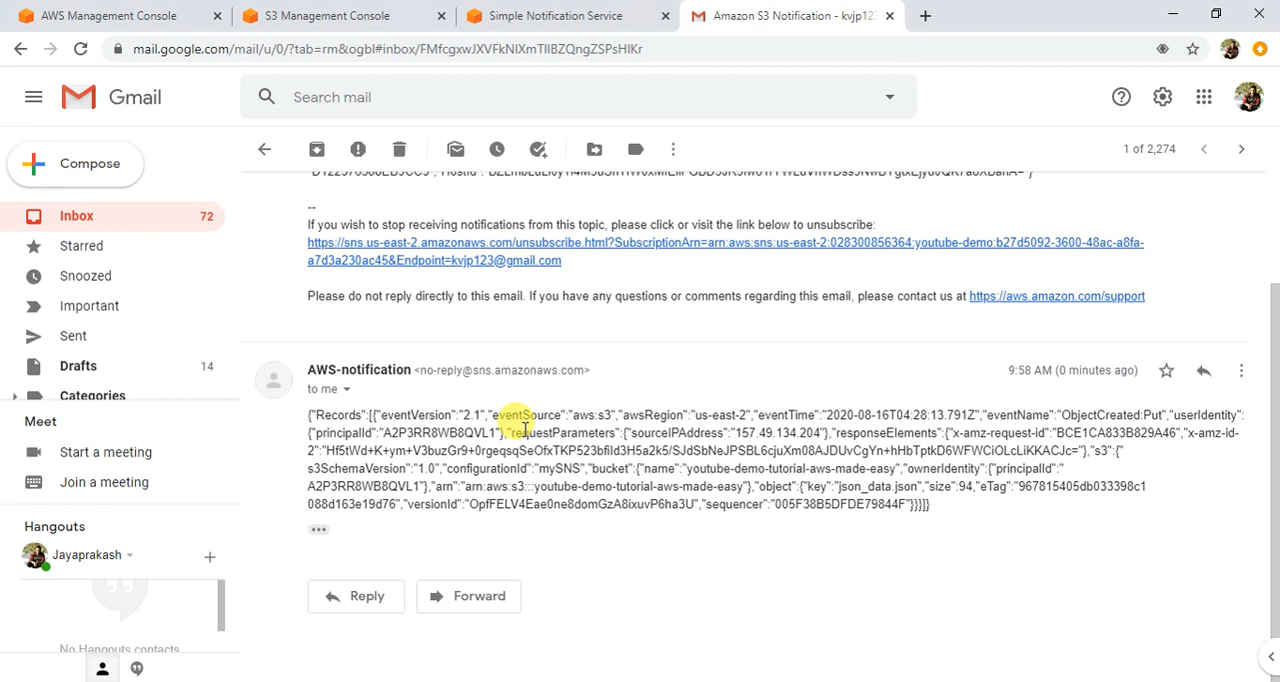 AWS Management Console
S3 Management Console
Simple Notification Service
Amazon S3 Notification - kvjp123
mail.google.com/mail/u/0/?tab=rm&ogbl#inbox/FMfcgxwJXVFkNlXmTlIBZQngZSPsHlKr
Gmail
Search mail
Compose
1 of 2,274
Inbox 72
Starred
Snoozed
Important
Sent
Drafts 14
Categories
Meet
Start a meeting
Join a meeting
Hangouts
Jayaprakash
No Hangouts contacts
--
If you wish to stop receiving notifications from this topic, please click or visit the link below to unsubscribe:
https://sns.us-east-2.amazonaws.com/unsubscribe.html?SubscriptionArn=arn:aws:sns:us-east-2:028300856364:youtube-demo:b27d5092-3600-48ac-a8fa-
a7d3a230ac45&Endpoint=kvjp123@gmail.com
Please do not reply directly to this email. If you have any questions or comments regarding this email, please contact us at https://aws.amazon.com/support
AWS-notification <no-reply@sns.amazonaws.com>
9:58 AM (0 minutes ago)
to me
{"Records":[{"eventVersion":"2.1","eventSource":"aws:s3","awsRegion":"us-east-2","eventTime":"2020-08-16T04:28:13.791Z","eventName":"ObjectCreated:Put","userIdentity":
{"principalId":"A2P3RR8WB8QVL1"},"requestParameters":{"sourceIPAddress":"157.49.134.204"},"responseElements":{"x-amz-request-id":"BCE1CA833B829A46","x-amz-id-
2":"Hf5tWd+K+ym+V3buzGr9+0rgeqsqSeOfxTKP523bfild3H5a2k5/SJdSbNeJPSBL6cjuXm08AJDUvCgYn+hHbTptkD6WFWCiOLcLiKKACJc="},"s3":{"
s3SchemaVersion":"1.0","configurationId":"mySNS","bucket":{"name":"youtube-demo-tutorial-aws-made-easy","ownerIdentity":{"principalId":"
A2P3RR8WB8QVL1"},"arn":"arn:aws:s3:::youtube-demo-tutorial-aws-made-easy"},"object":{"key":"json_data.json","size":94,"eTag":"967815405db033398c1
088d163e19d76","versionId":"OpfFELV4Eae0ne8domGzA8ixuvP6ha3U","sequencer":"005F38B5DFDE79844F"}}}]}
Reply
Forward